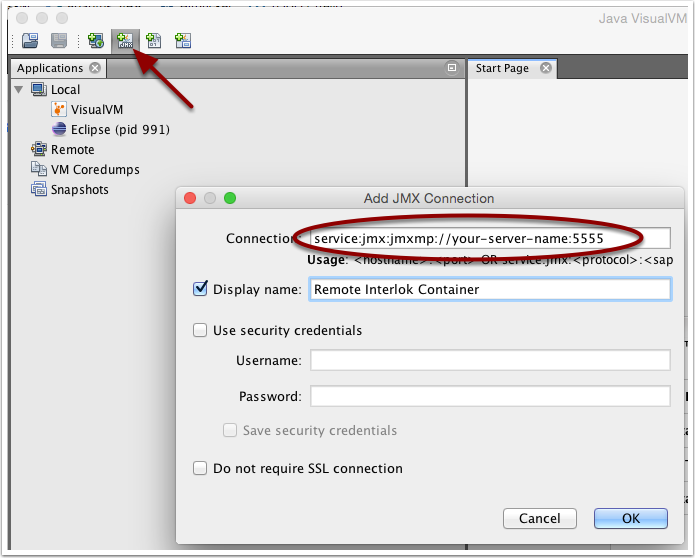 Java VisualVM
JMX
Applications
Start Page
Local
VisualVM
Eclipse (pid 991)
Remote
VM Coredumps
Snapshots
Add JMX Connection
Connection: service:jmx:jmxmp://your-server-name:5555
Usage: <hostname>:<port> OR service:jmx:<protocol>:<sap
Display name: Remote Interlok Container
Use security credentials
Username:
Password:
Save security credentials
Do not require SSL connection
Cancel
OK